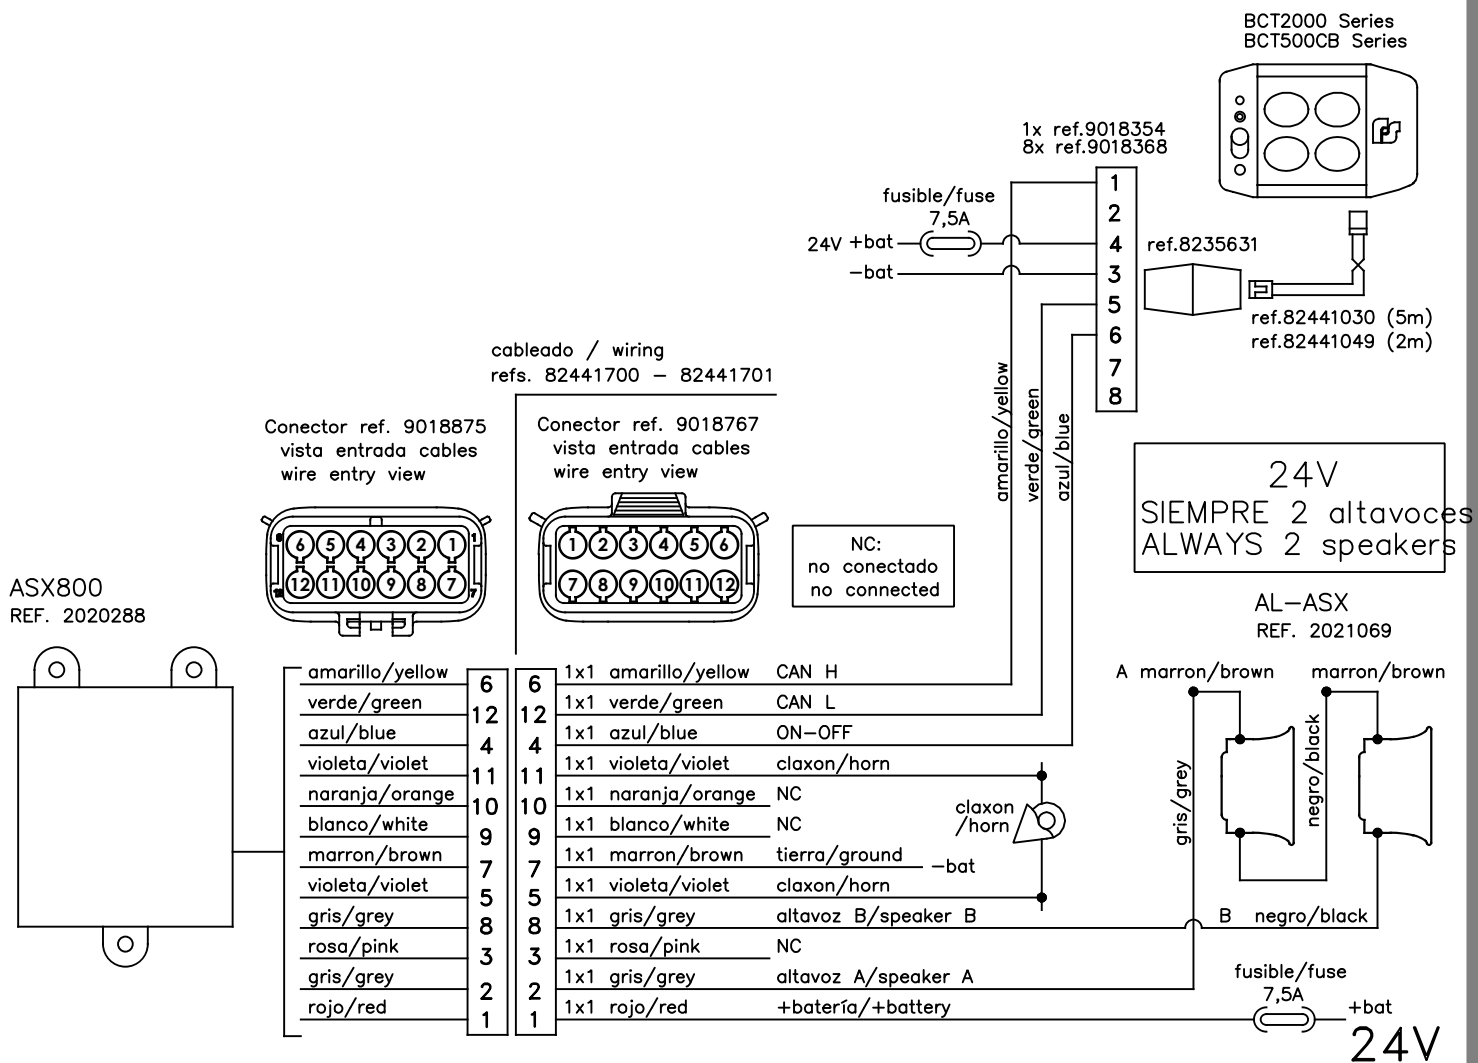 BCT2000 Series
BCT500CB Series
1x ref.9018354
8x ref.9018368
1
2
4
3
5
6
7
8
fusible/fuse
7,5A
24V +bat
-bat
ref.8235631
ref.82441030 (5m)
ref.82441049 (2m)
amarillo/yellow
verde/green
azul/blue
cableado / wiring
refs. 82441700 - 82441701
Conector ref. 9018875
vista entrada cables
wire entry view
6 5 4 3 2 1
12 11 10 9 8 7
Conector ref. 9018767
vista entrada cables
wire entry view
1 2 3 4 5 6
7 8 9 10 11 12
NC:
no conectado
no connected
24V
SIEMPRE 2 altavoces
ALWAYS 2 speakers
ASX800
REF. 2020288
AL-ASX
REF. 2021069
A marron/brown marron/brown
gris/grey
negro/black
B negro/black
amarillo/yellow 6 6 1x1 amarillo/yellow CAN H
verde/green 12 12 1x1 verde/green CAN L
azul/blue 4 4 1x1 azul/blue ON-OFF
violeta/violet 11 11 1x1 violeta/violet claxon/horn
naranja/orange 10 10 1x1 naranja/orange NC
blanco/white 9 9 1x1 blanco/white NC
marron/brown 7 7 1x1 marron/brown tierra/ground -bat
violeta/violet 5 5 1x1 violeta/violet claxon/horn
gris/grey 8 8 1x1 gris/grey altavoz B/speaker B
rosa/pink 3 3 1x1 rosa/pink NC
gris/grey 2 2 1x1 gris/grey altavoz A/speaker A
rojo/red 1 1 1x1 rojo/red +batería/+battery
claxon
/horn
fusible/fuse
7,5A
+bat
24V